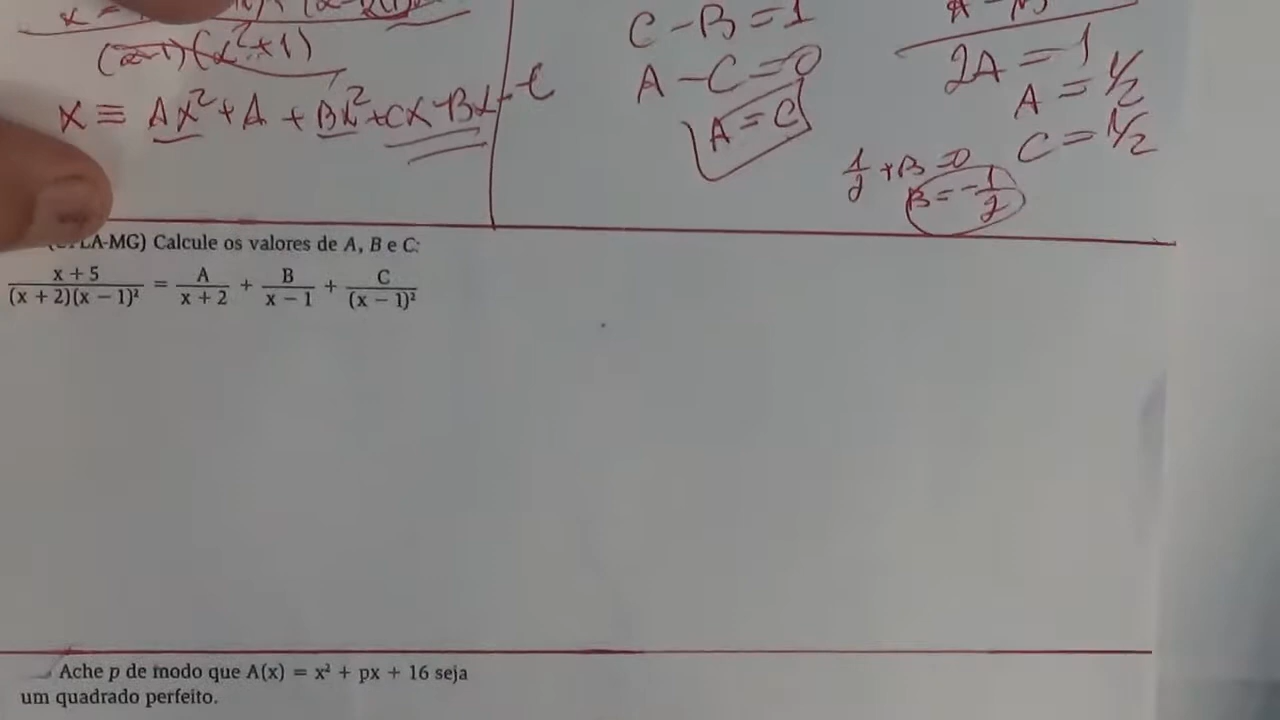 (x-1)(x²+1)
x ≡ Ax² + A + Bx² + Cx - Bx - C
C - B = 1
A - C = 0
A = C
2A = 1
A = 1/2
C = 1/2
1/2 + B = 0
B = -1/2
LA-MG) Calcule os valores de A, B e C:
x + 5 / (x + 2)(x − 1)² = A / x + 2 + B / x − 1 + C / (x − 1)²
Ache p de modo que A(x) = x² + px + 16 seja
um quadrado perfeito.